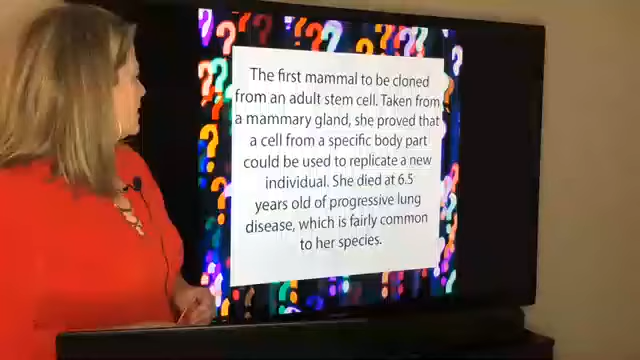 The first mammal to be cloned
from an adult stem cell. Taken from
a mammary gland, she proved that
a cell from a specific body part
could be used to replicate a new
individual. She died at 6.5
years old of progressive lung
disease, which is fairly common
to her species.